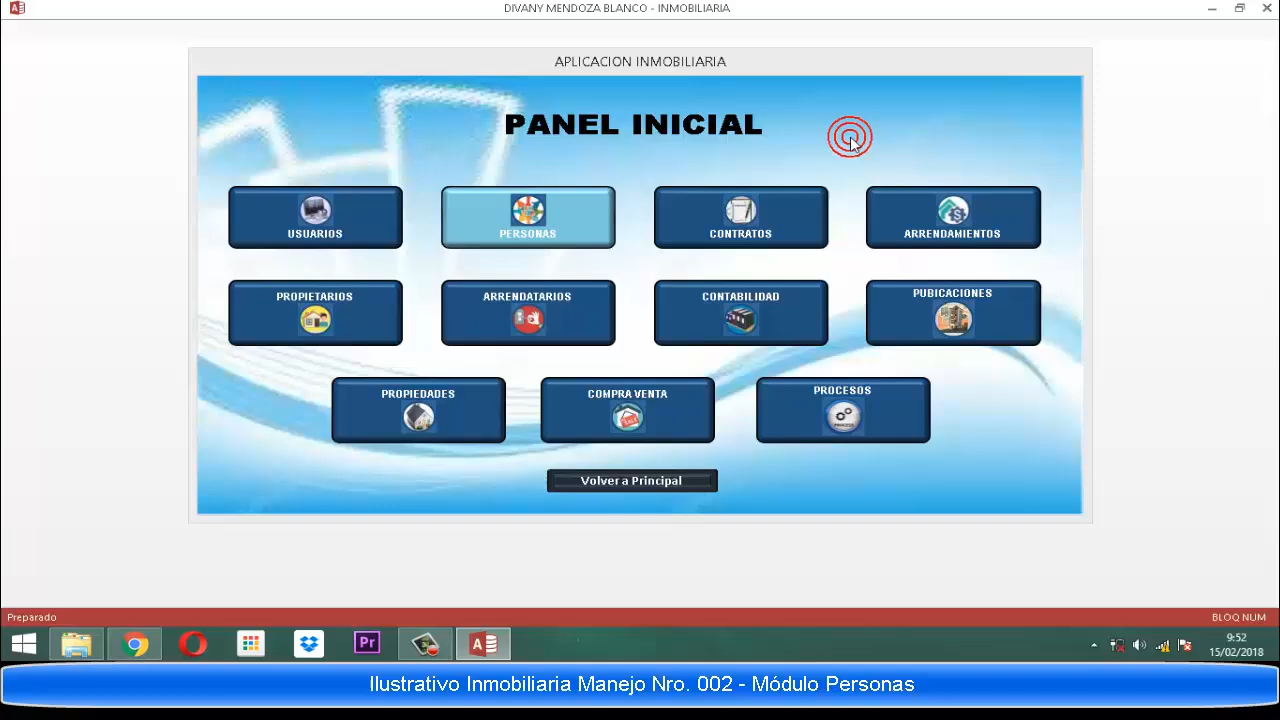 DIVANY MENDOZA BLANCO - INMOBILIARIA
APLICACION INMOBILIARIA
PANEL INICIAL
USUARIOS
PERSONAS
CONTRATOS
ARRENDAMIENTOS
PROPIETARIOS
ARRENDATARIOS
CONTABILIDAD
PUBICACIONES
PROPIEDADES
COMPRA VENTA
PROCESOS
Volver a Principal
Preparado
BLOQ NUM
Pr
9:52
15/02/2018
Ilustrativo Inmobiliaria Manejo Nro. 002 - Módulo Personas